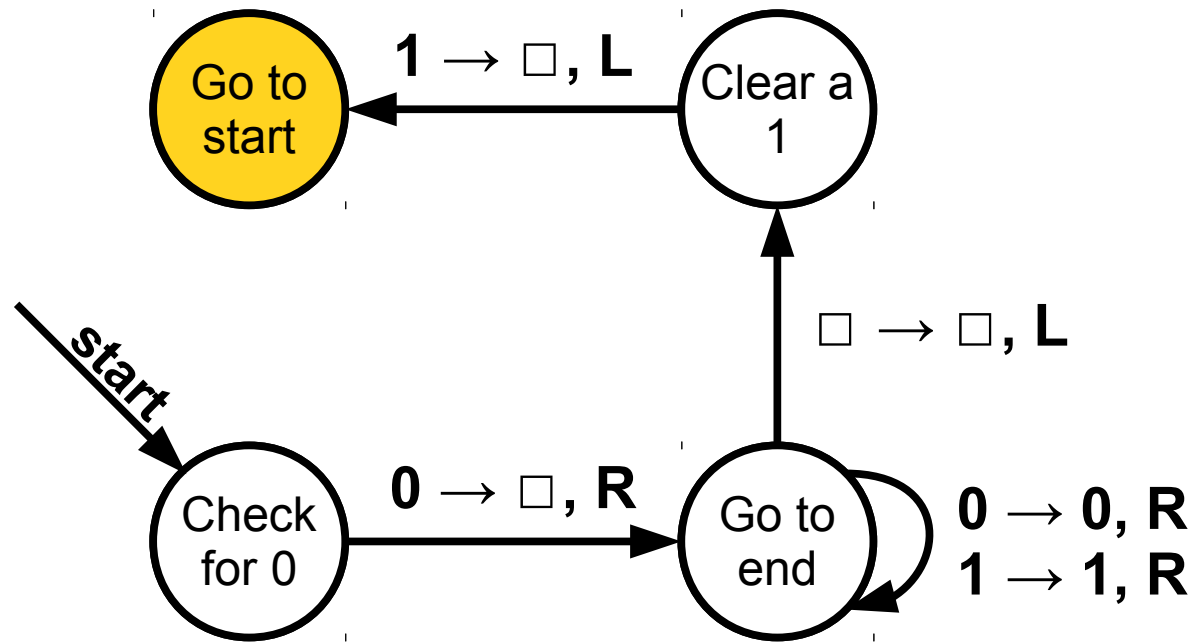 Go to
start
1 → □, L
Clear a
1
□ → □, L
start
Check
for 0
0 → □, R
Go to
end
0 → 0, R
1 → 1, R